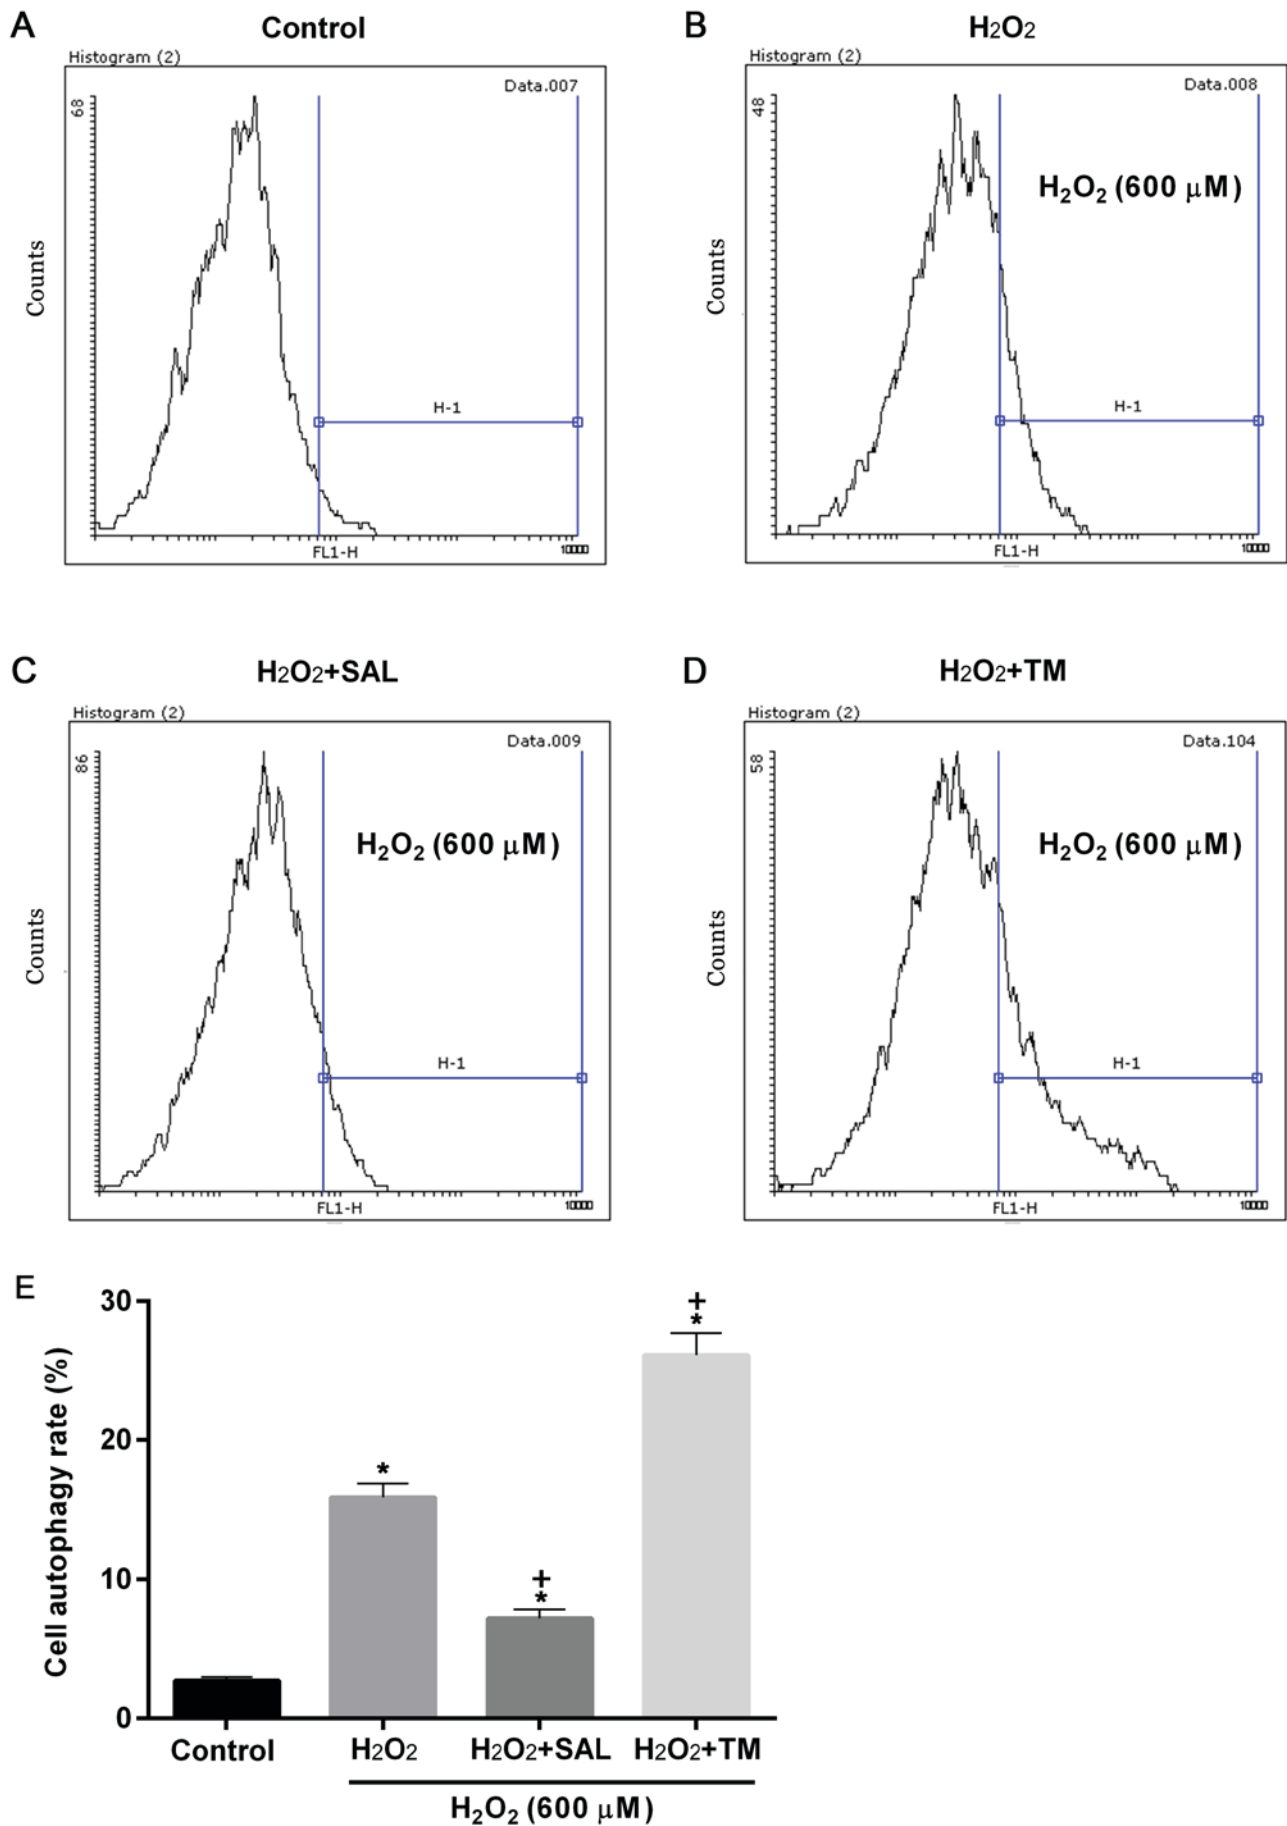 A
Control
Histogram (2)
Data.007
68
Counts
H-1
FL1-H
10000
B
H₂O₂
Histogram (2)
Data.008
48
Counts
H₂O₂ (600 μM)
H-1
FL1-H
10000
C
H₂O₂+SAL
Histogram (2)
Data.009
86
Counts
H₂O₂ (600 μM)
H-1
FL1-H
10000
D
H₂O₂+TM
Histogram (2)
Data.104
58
Counts
H₂O₂ (600 μM)
H-1
FL1-H
10000
E
Cell autophagy rate (%)
30
20
10
0
*
+
*
+
*
Control
H₂O₂
H₂O₂+SAL
H₂O₂+TM
H₂O₂ (600 μM)